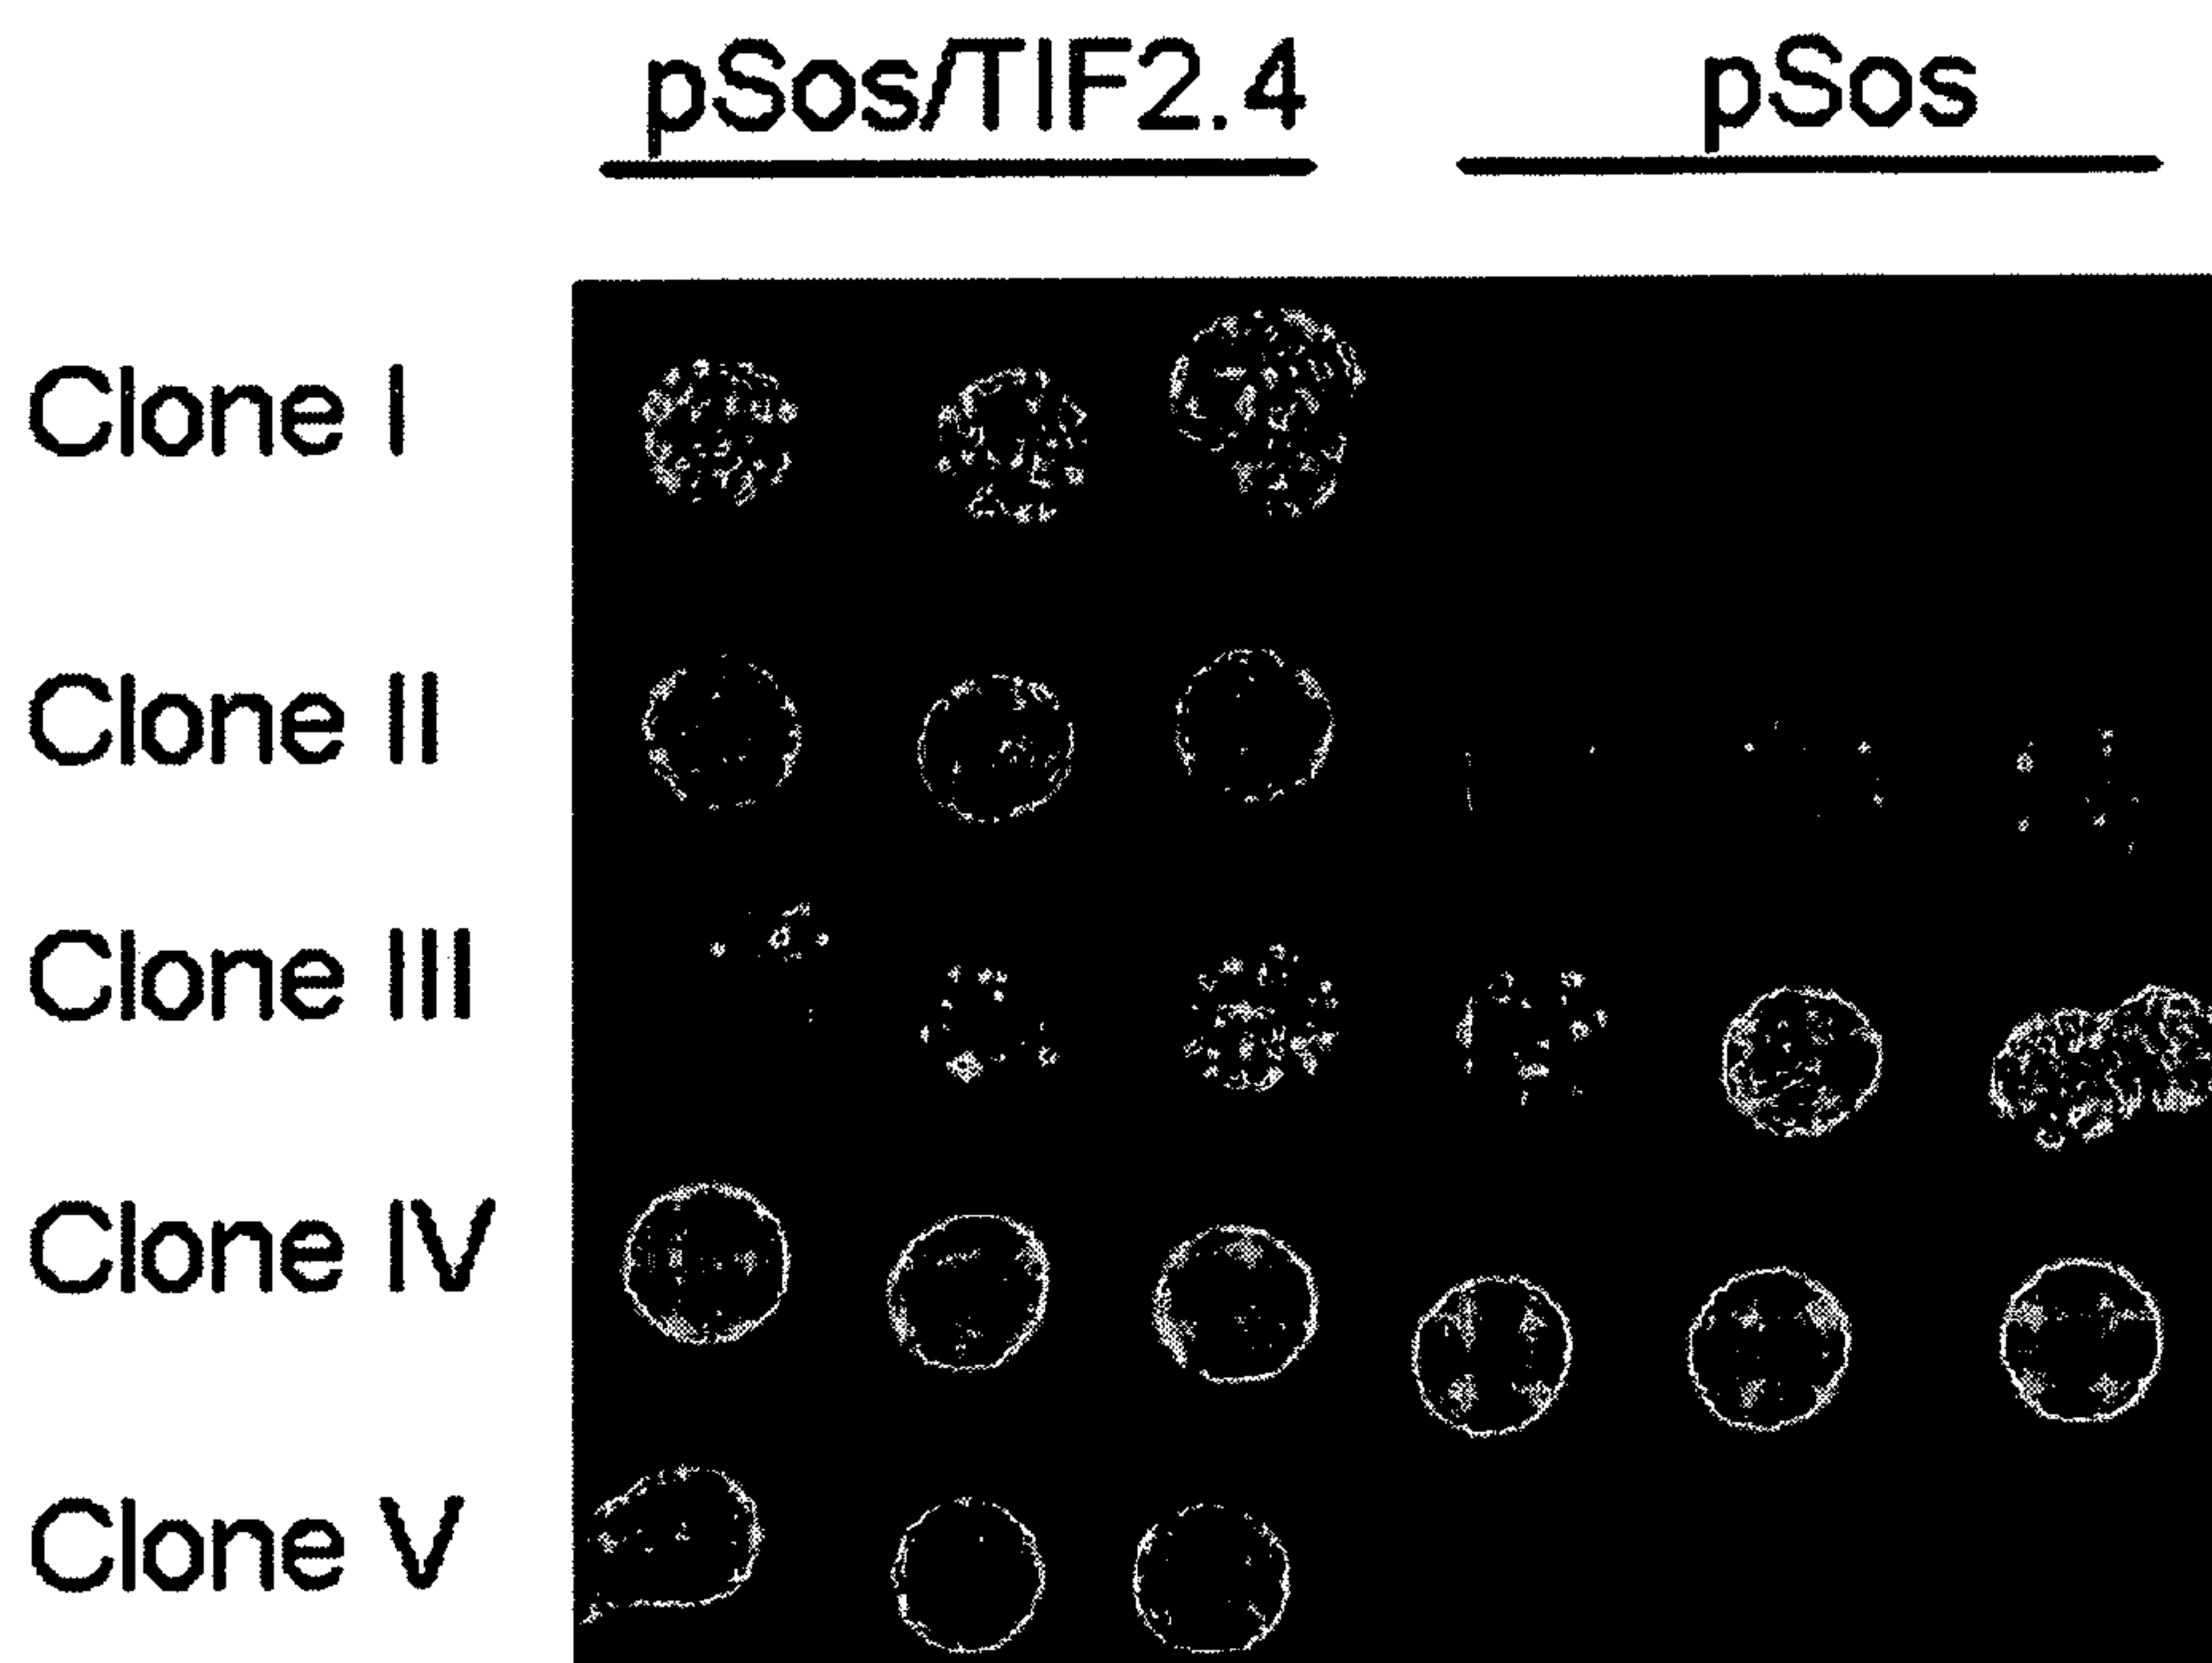 pSos/TIF2.4 pSos
Clone I
Clone II
Clone III
Clone IV
Clone V